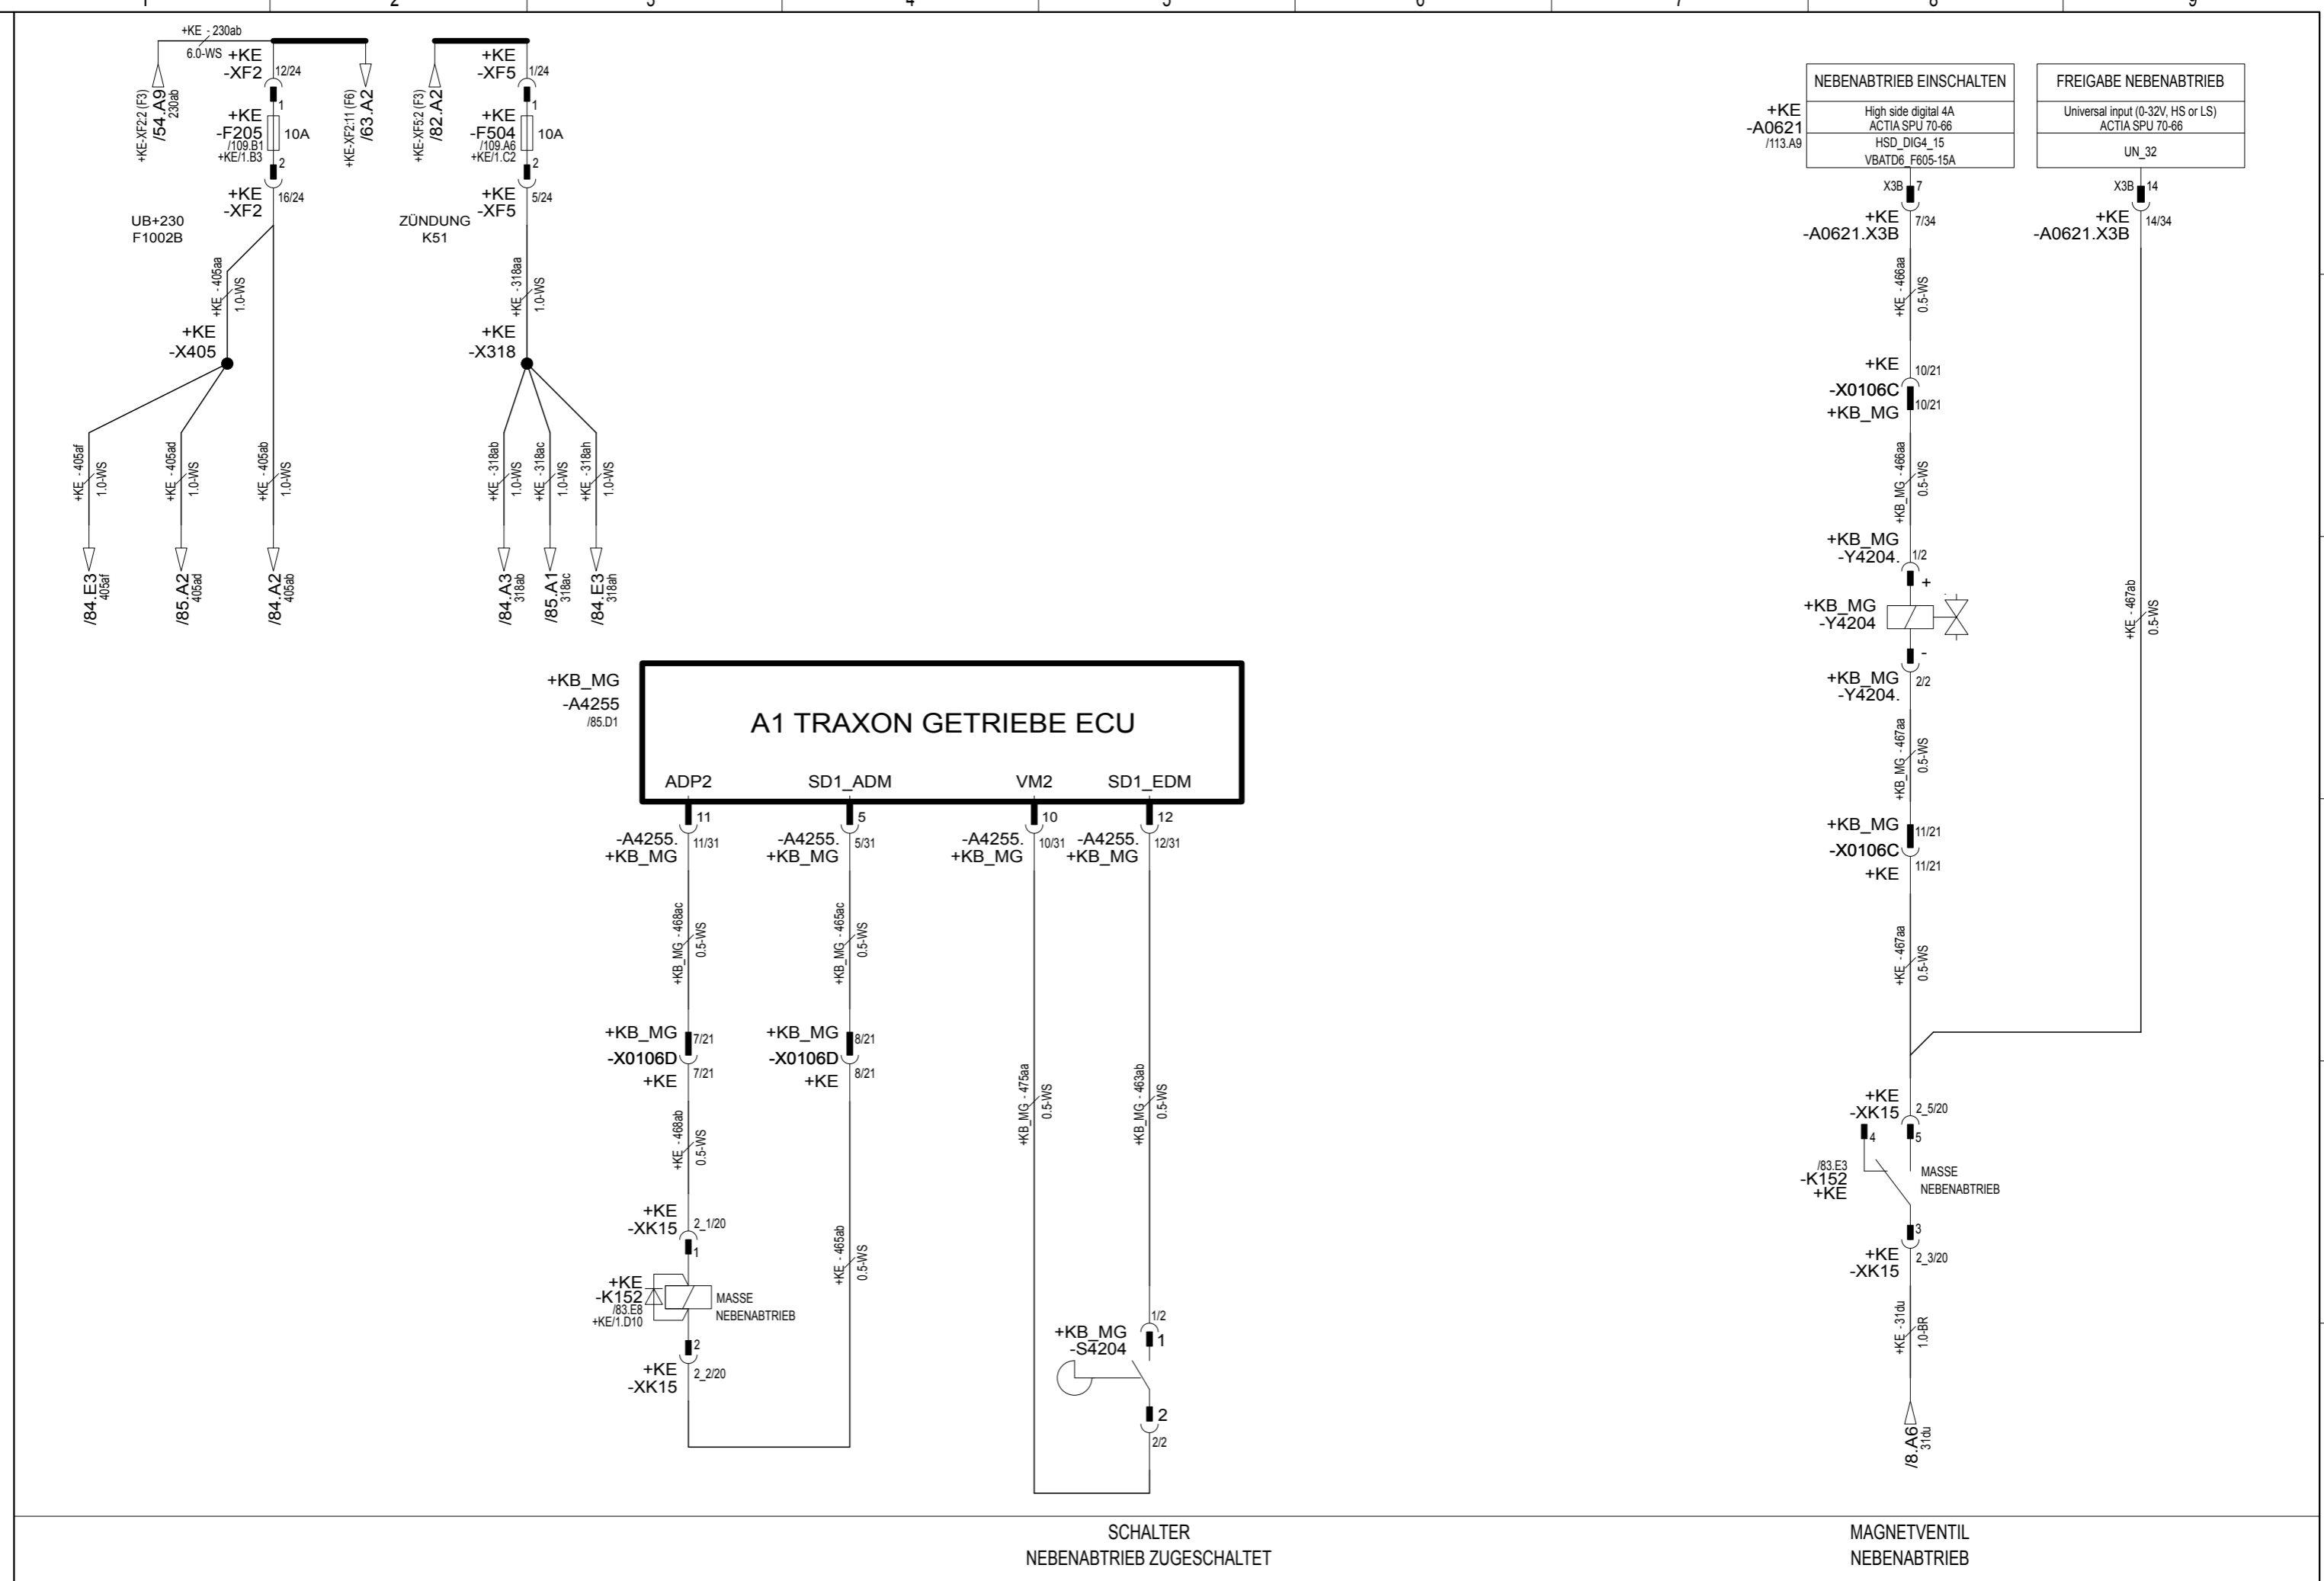 1 2 3 4 5 6 7 8 9
+KE - 230ab
6.0-WS
+KE
-XF2
12/24
+KE-XF2:2 (F3)
/54.A9
230ab
1
+KE
-F205
/109.B1
+KE/1.B3
10A
2
+KE
-XF2
16/24
+KE-XF2:11 (F6)
/63.A2
UB+230
F1002B
+KE - 405aa
1.0-WS
+KE
-X405
+KE - 405af
1.0-WS
+KE - 405ad
1.0-WS
+KE - 405ab
1.0-WS
/84.E3
405af
/85.A2
405ad
/84.A2
405ab
+KE-XF5:2 (F3)
/82.A2
+KE
-XF5
1/24
1
+KE
-F504
/109.A6
+KE/1.C2
10A
2
+KE
-XF5
5/24
ZÜNDUNG
K51
+KE - 318aa
1.0-WS
+KE
-X318
+KE - 318ab
1.0-WS
+KE - 318ac
1.0-WS
+KE - 318ah
1.0-WS
/84.A3
318ab
/85.A1
318ac
/84.E3
318ah
+KB_MG
-A4255
/85.D1
A1 TRAXON GETRIEBE ECU
ADP2
SD1_ADM
VM2
SD1_EDM
11
-A4255.
+KB_MG
11/31
5
-A4255.
+KB_MG
5/31
10
-A4255.
+KB_MG
10/31
12
-A4255.
+KB_MG
12/31
+KB_MG - 468ac
0.5-WS
+KB_MG - 465ac
0.5-WS
+KB_MG
7/21
-X0106D
7/21
+KE
+KB_MG
8/21
-X0106D
8/21
+KE
+KE - 468ab
0.5-WS
+KE
-XK15
2_1/20
1
+KE
-K152
/83.E8
+KE/1.D10
MASSE
NEBENABTRIEB
2
+KE
-XK15
2_2/20
+KE - 465ab
0.5-WS
+KB_MG - 475aa
0.5-WS
+KB_MG - 463ab
0.5-WS
1/2
+KB_MG
-S4204
1
2
2/2
+KE
-A0621
/113.A9
NEBENABTRIEB EINSCHALTEN
High side digital 4A
ACTIA SPU 70-66
HSD_DIG4_15
VBATD6_F605-15A
X3B 7
+KE
-A0621.X3B
7/34
FREIGABE NEBENABTRIEB
Universal input (0-32V, HS or LS)
ACTIA SPU 70-66
UN_32
X3B 14
+KE
-A0621.X3B
14/34
+KE - 466aa
0.5-WS
+KE
10/21
-X0106C
+KB_MG
10/21
+KB_MG - 466aa
0.5-WS
+KB_MG
-Y4204.
1/2
+
+KB_MG
-Y4204
-
+KB_MG
-Y4204.
2/2
+KB_MG - 467aa
0.5-WS
+KB_MG
11/21
-X0106C
11/21
+KE
+KE - 467aa
0.5-WS
+KE - 467ab
0.5-WS
+KE
-XK15
2_5/20
4
5
/83.E3
-K152
+KE
MASSE
NEBENABTRIEB
3
+KE
-XK15
2_3/20
+KE - 31du
1.0-BR
/8.A6
31du
SCHALTER
NEBENABTRIEB ZUGESCHALTET
MAGNETVENTIL
NEBENABTRIEB